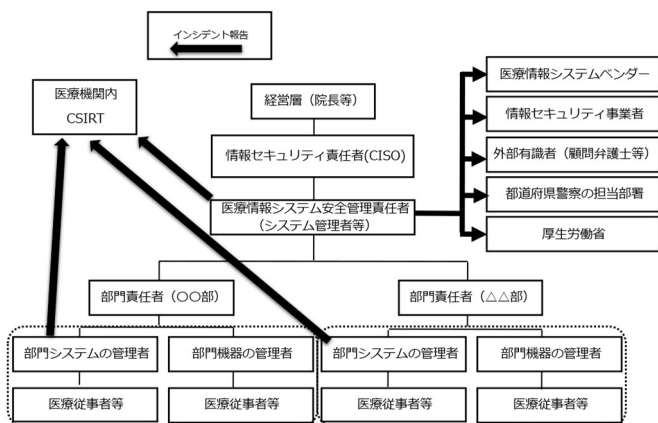 インシデント報告
医療機関内
CSIRT
経営層（院長等）
情報セキュリティ責任者(CISO)
医療情報システム安全管理責任者
（システム管理者等）
医療情報システムベンダー
情報セキュリティ事業者
外部有識者（顧問弁護士等）
都道府県警察の担当部署
厚生労働省
部門責任者（〇〇部）
部門責任者（△△部）
部門システムの管理者
部門機器の管理者
部門システムの管理者
部門機器の管理者
医療従事者等
医療従事者等
医療従事者等
医療従事者等